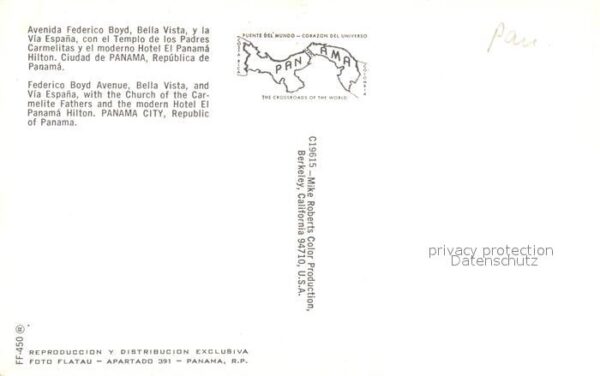 Avenida Federico Boyd, Bella Vista, y la
Vía España, con el Templo de los Padres
Carmelitas y el moderno Hotel El Panamá
Hilton. Ciudad de PANAMA, República de
Panamá.
Federico Boyd Avenue, Bella Vista, and
Vía España, with the Church of the Car-
melite Fathers and the modern Hotel El
Panamá Hilton. PANAMA CITY, Republic
of Panama.
PUENTE DEL MUNDO - CORAZON DEL UNIVERSO
COSTA RICA
PANAMA
COLOMBIA
THE CROSSROADS OF THE WORLD
Pan.
C19615—Mike Roberts Color Production,
Berkeley, California 94710, U.S.A.
privacy protection
Datenschutz
FF-450 ®
REPRODUCCION Y DISTRIBUCION EXCLUSIVA
FOTO FLATAU — APARTADO 391 — PANAMA, R.P.